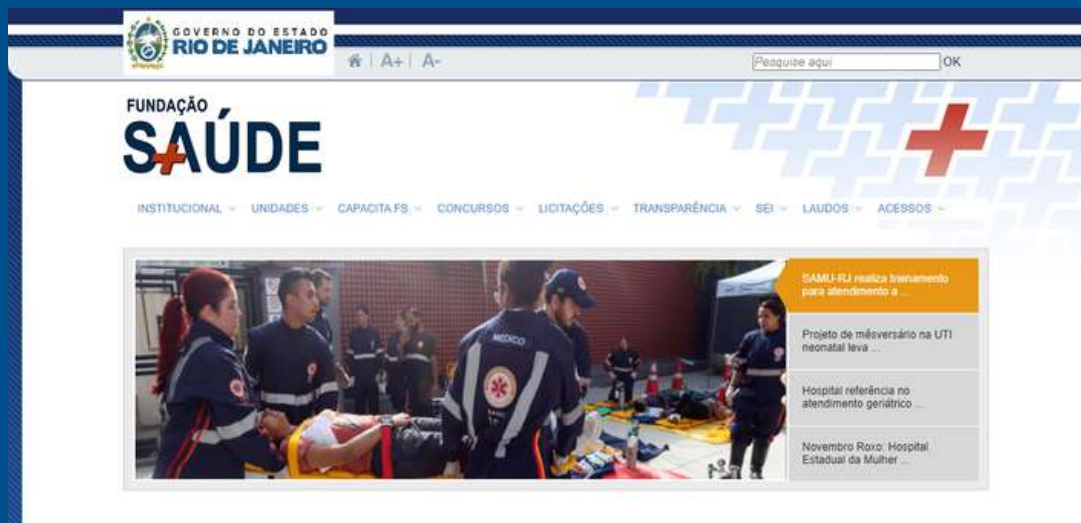 GOVERNO DO ESTADO
RIO DE JANEIRO
A+ | A-
Pesquise aqui
OK
FUNDAÇÃO
SAÚDE
INSTITUCIONAL
UNIDADES
CAPACITA FS
CONCURSOS
LICITAÇÕES
TRANSPARÊNCIA
SEI
LAUDOS
ACESSOS
MEDICO
SAMU-RJ realiza treinamento
para atendimento a ...
Projeto de mêsversário na UTI
neonatal leva ...
Hospital referência no
atendimento geriátrico ...
Novembro Roxo: Hospital
Estadual da Mulher ...